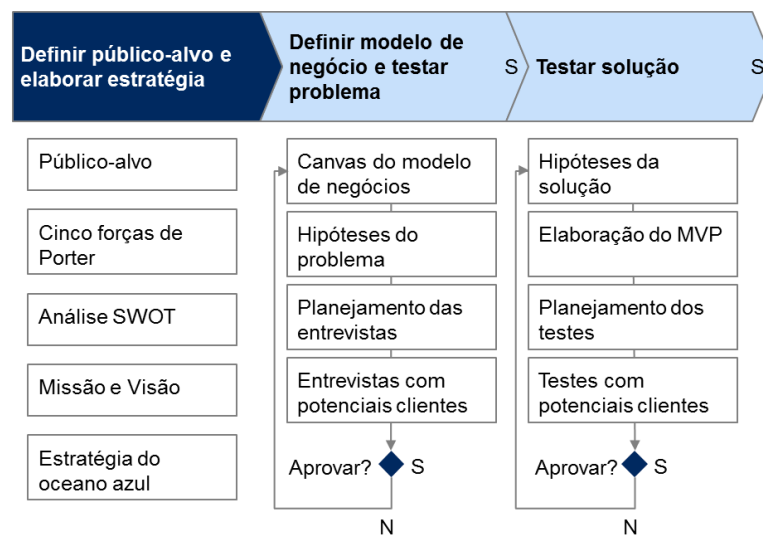 Definir público-alvo e
elaborar estratégia
Definir modelo de
negócio e testar
problema
S
Testar solução
S
Público-alvo
Cinco forças de
Porter
Análise SWOT
Missão e Visão
Estratégia do
oceano azul
Canvas do modelo
de negócios
Hipóteses do
problema
Planejamento das
entrevistas
Entrevistas com
potenciais clientes
Aprovar?
S
N
Hipóteses da
solução
Elaboração do MVP
Planejamento dos
testes
Testes com
potenciais clientes
Aprovar?
S
N